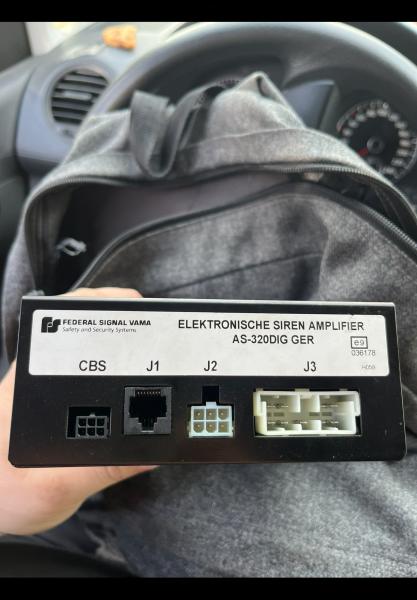 FEDERAL SIGNAL VAMA
Safety and Security Systems
ELEKTRONISCHE SIREN AMPLIFIER
AS-320DIG GER
e9
036178
CBS
J1
J2
J3